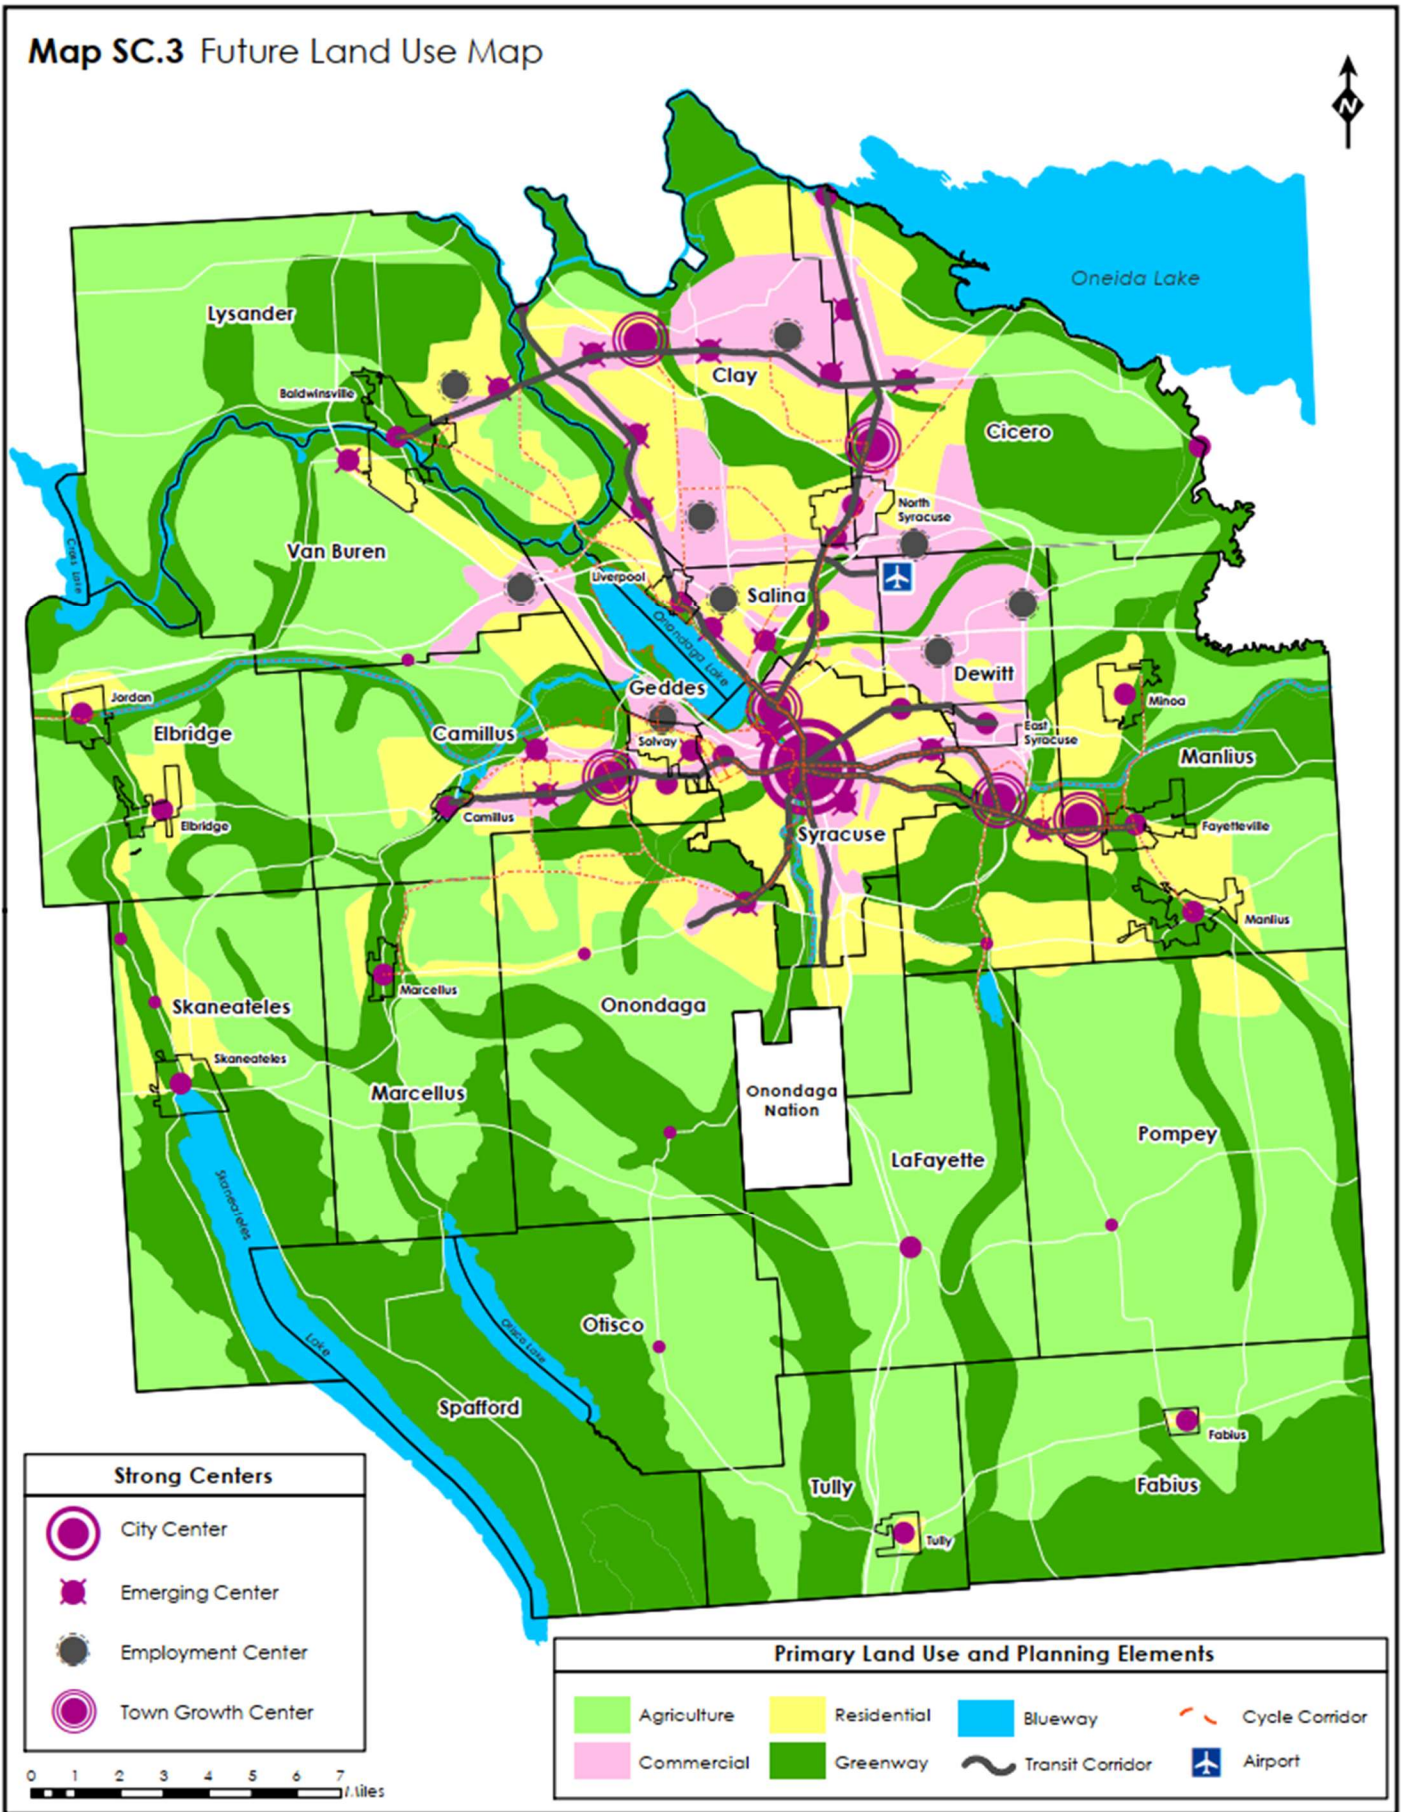 Map SC.3 Future Land Use Map
N
Oneida Lake
Lysander
Clay
Baldwinsville
Cicero
North
Syracuse
Cross Lake
Van Buren
Liverpool
Salina
Onondaga Lake
Dewitt
Geddes
Jordan
Minoa
Elbridge
Camillus
Solvay
East
Syracuse
Manlius
Elbridge
Camillus
Syracuse
Fayetteville
Manlius
Marcellus
Skaneateles
Onondaga
Skaneateles
Marcellus
Onondaga
Nation
Pompey
LaFayette
Skaneateles
Lake
Otisco
Otisco Lake
Spafford
Fabius
Tully
Fabius
Tully
Strong Centers
City Center
Emerging Center
Employment Center
Town Growth Center
0 1 2 3 4 5 6 7
Miles
Primary Land Use and Planning Elements
Agriculture
Residential
Blueway
Cycle Corridor
Commercial
Greenway
Transit Corridor
Airport